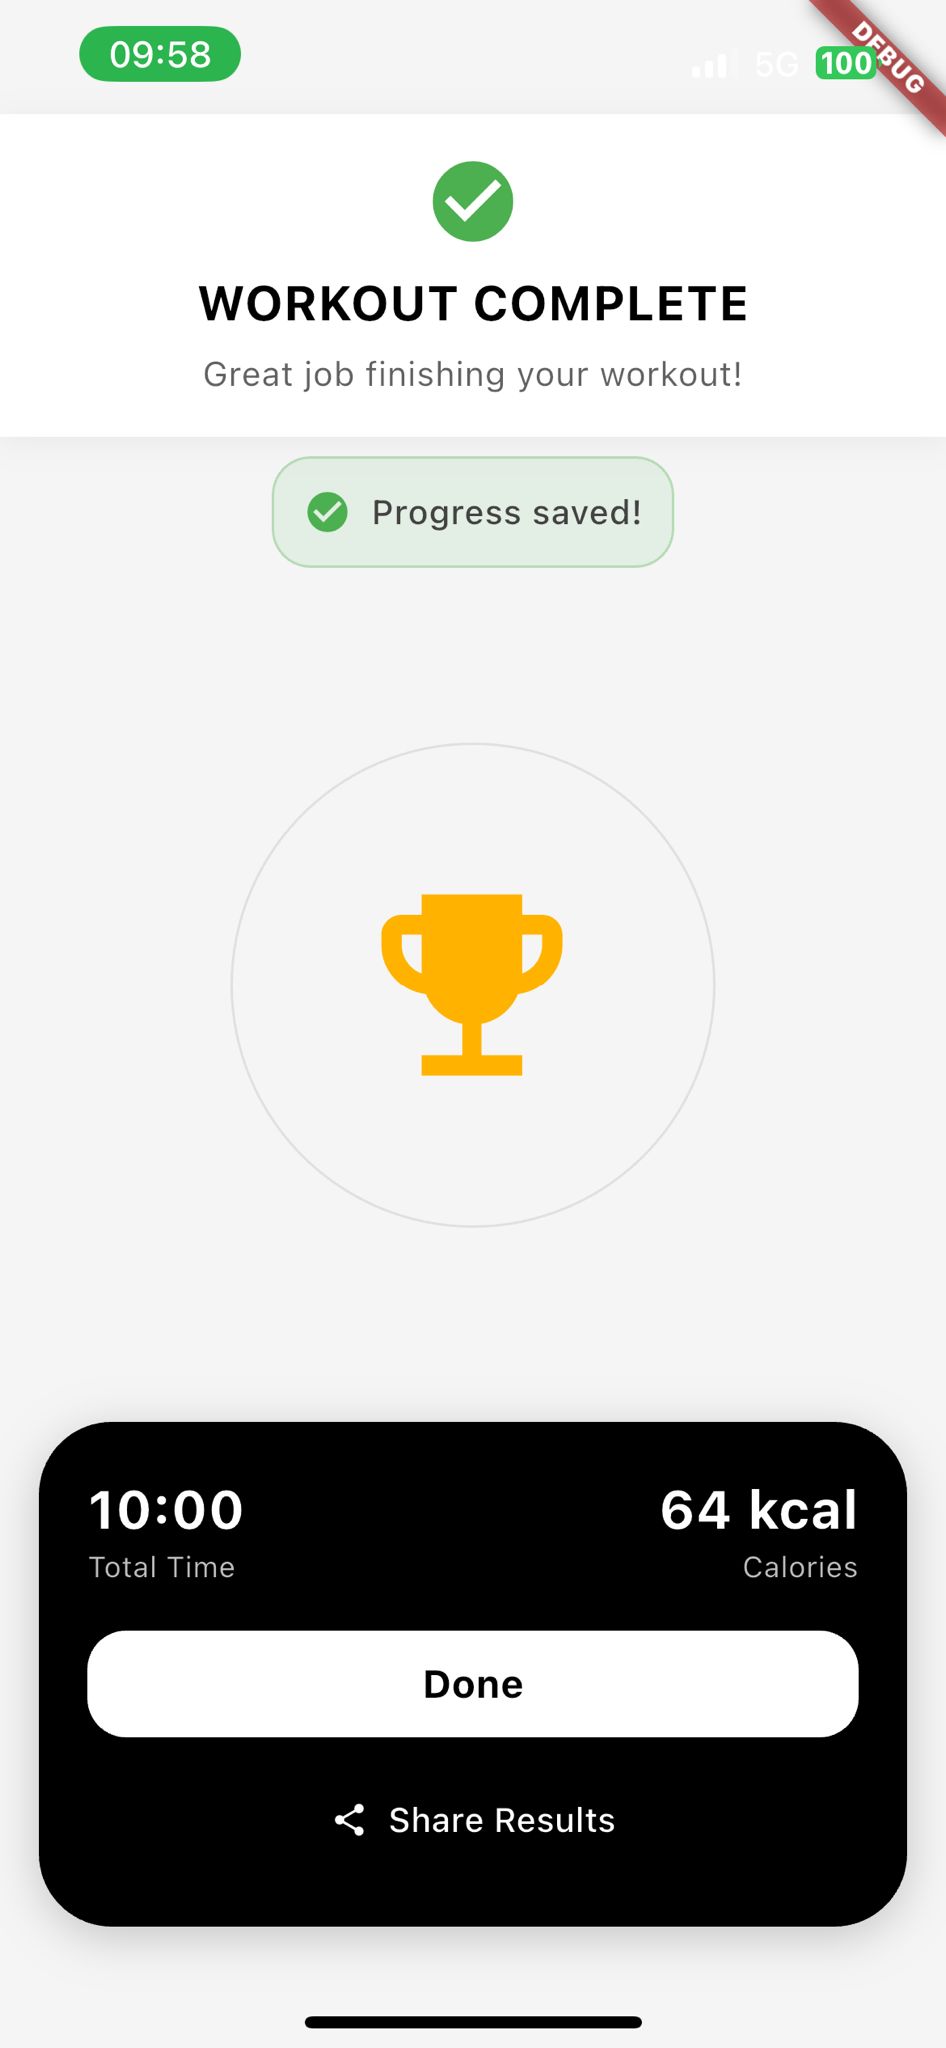 09:58
5G
100
DEBUG
WORKOUT COMPLETE
Great job finishing your workout!
Progress saved!
10:00
64 kcal
Total Time
Calories
Done
Share Results